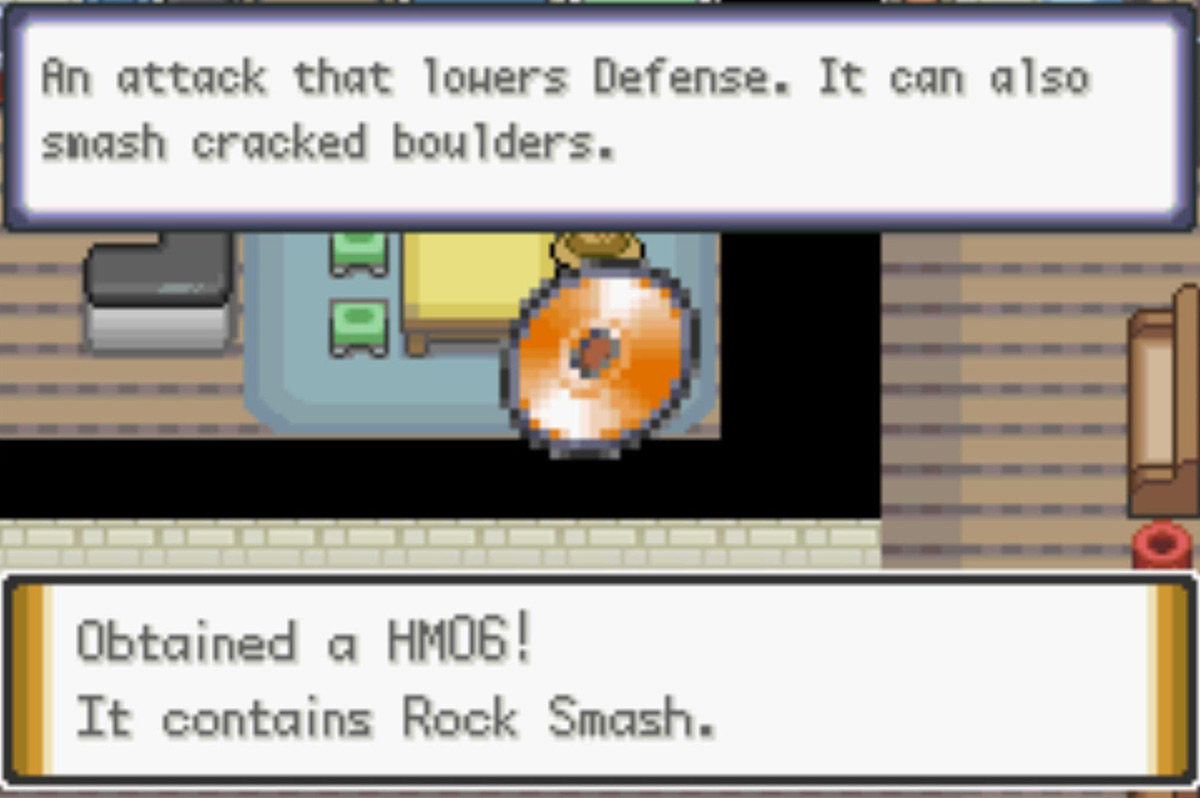 An attack that lowers Defense. It can also
smash cracked boulders.
Obtained a HM06!
It contains Rock Smash.